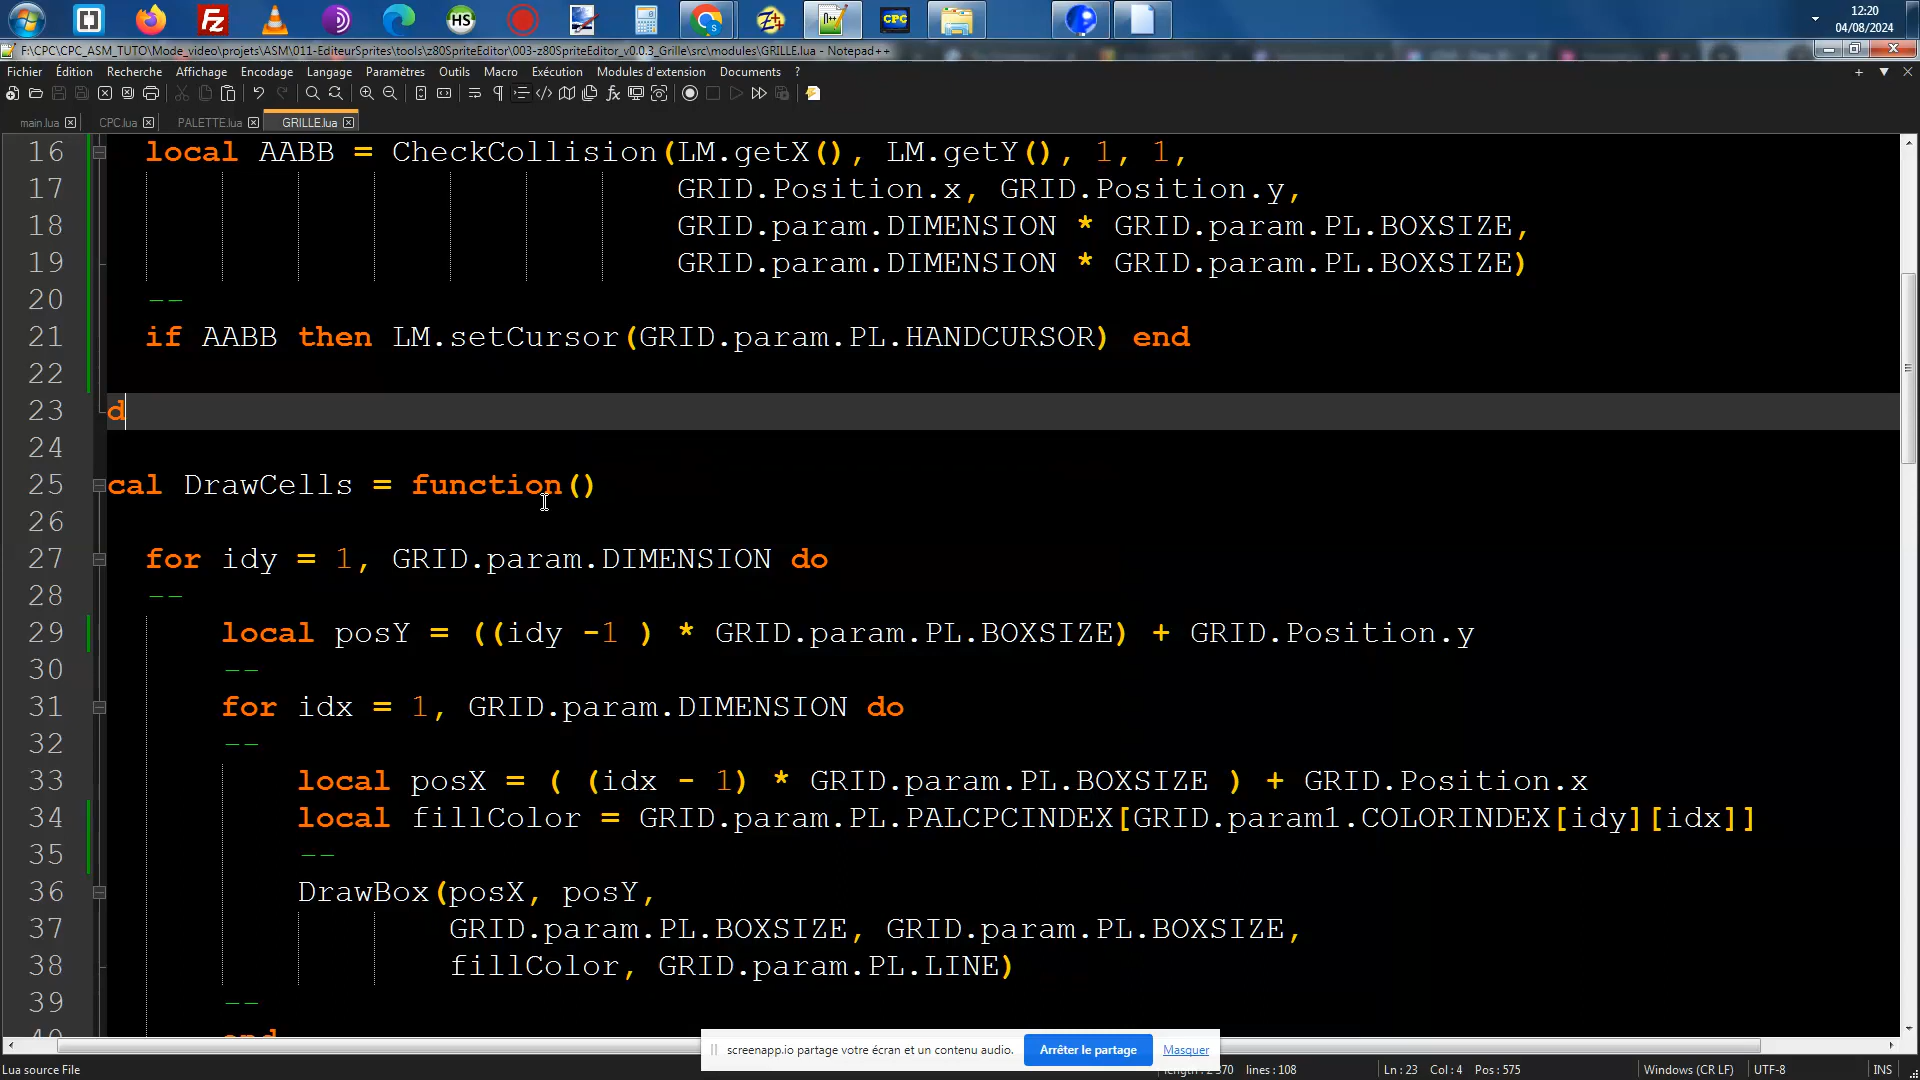 12:20
04/08/2024
F:\CPC\CPC_ASM_TUTO\Mode_video\projets\ASM\011-EditeurSprites\tools\z80SpriteEditor\003-z80SpriteEditor_v0.0.3_Grille\src\modules\GRILLE.lua - Notepad++
Fichier Édition Recherche Affichage Encodage Langage Paramètres Outils Macro Exécution Modules d'extension Documents ?
main.lua CPC.lua PALETTE.lua GRILLE.lua
16 local AABB = CheckCollision(LM.getX(), LM.getY(), 1, 1,
17 GRID.Position.x, GRID.Position.y,
18 GRID.param.DIMENSION * GRID.param.PL.BOXSIZE,
19 GRID.param.DIMENSION * GRID.param.PL.BOXSIZE)
20 --
21 if AABB then LM.setCursor(GRID.param.PL.HANDCURSOR) end
22
23 d
24
25 cal DrawCells = function()
26
27 for idy = 1, GRID.param.DIMENSION do
28 --
29 local posY = ((idy -1 ) * GRID.param.PL.BOXSIZE) + GRID.Position.y
30 --
31 for idx = 1, GRID.param.DIMENSION do
32 --
33 local posX = ( (idx - 1) * GRID.param.PL.BOXSIZE ) + GRID.Position.x
34 local fillColor = GRID.param.PL.PALCPCINDEX[GRID.param1.COLORINDEX[idy][idx]]
35 --
36 DrawBox(posX, posY,
37 GRID.param.PL.BOXSIZE, GRID.param.PL.BOXSIZE,
38 fillColor, GRID.param.PL.LINE)
39 --
40 end
screenapp.io partage votre écran et un contenu audio. Arrêter le partage Masquer
Lua source File lines : 108 Ln : 23 Col : 4 Pos : 575 Windows (CR LF) UTF-8 INS